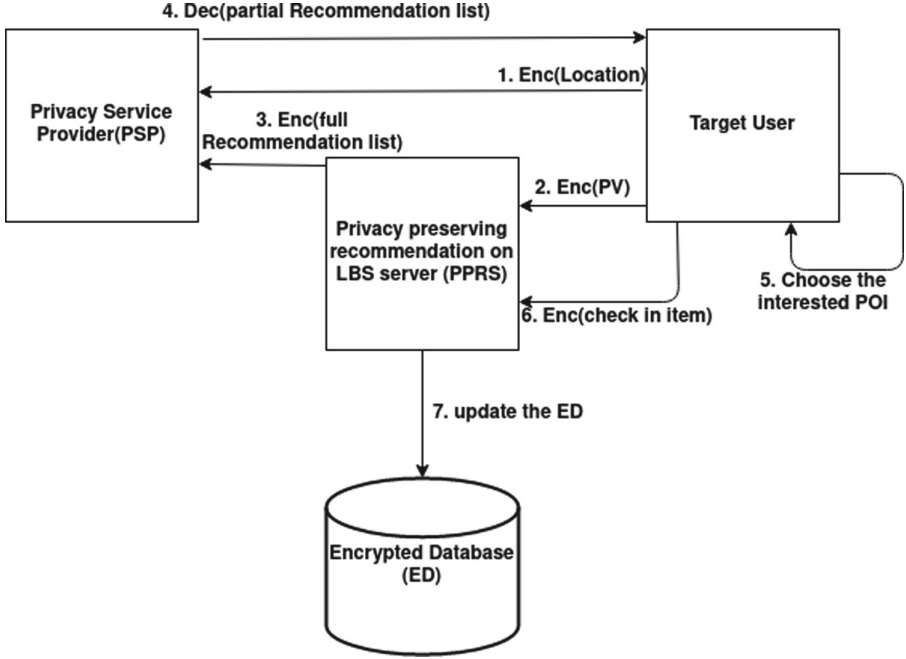 4. Dec(partial Recommendation list)
1. Enc(Location)
Privacy Service
Provider(PSP)
3. Enc(full
Recommendation list)
Target User
2. Enc(PV)
Privacy preserving
recommendation on
LBS server (PPRS)
5. Choose the
interested POI
6. Enc(check in item)
7. update the ED
Encrypted Database
(ED)